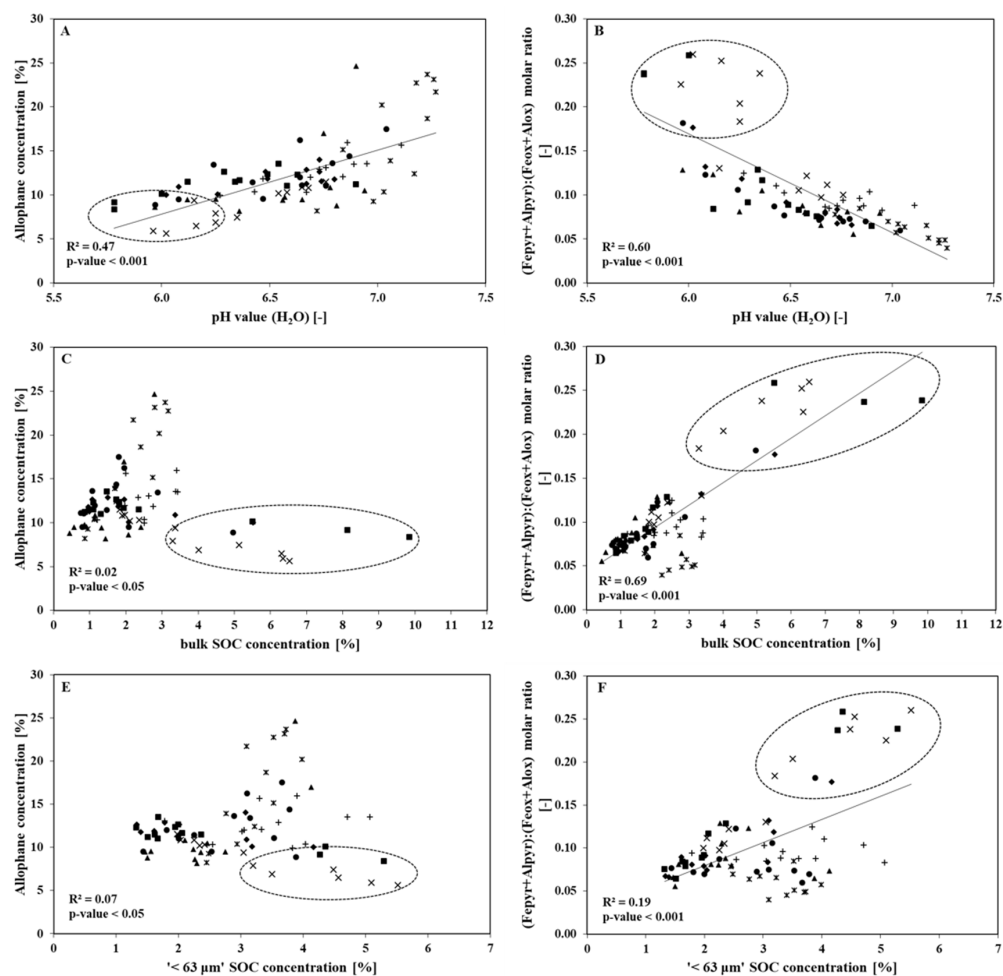 A
Allophane concentration [%]
30
25
20
15
10
5
0
R² = 0.47
p-value < 0.001
5.5
6.0
6.5
7.0
7.5
pH value (H₂O) [-]
B
(Fepyr+Alpyr):(Feox+Alox) molar ratio
[-]
0.30
0.25
0.20
0.15
0.10
0.05
0.00
R² = 0.60
p-value < 0.001
5.5
6.0
6.5
7.0
7.5
pH value (H₂O) [-]
C
Allophane concentration [%]
30
25
20
15
10
5
0
R² = 0.02
p-value < 0.05
0 1 2 3 4 5 6 7 8 9 10 11 12
bulk SOC concentration [%]
D
(Fepyr+Alpyr):(Feox+Alox) molar ratio
[-]
0.30
0.25
0.20
0.15
0.10
0.05
0.00
R² = 0.69
p-value < 0.001
0 1 2 3 4 5 6 7 8 9 10 11 12
bulk SOC concentration [%]
E
Allophane concentration [%]
30
25
20
15
10
5
0
R² = 0.07
p-value < 0.05
0 1 2 3 4 5 6 7
'< 63 µm' SOC concentration [%]
F
(Fepyr+Alpyr):(Feox+Alox) molar ratio
[-]
0.30
0.25
0.20
0.15
0.10
0.05
0.00
R² = 0.19
p-value < 0.001
0 1 2 3 4 5 6 7
'< 63 µm' SOC concentration [%]